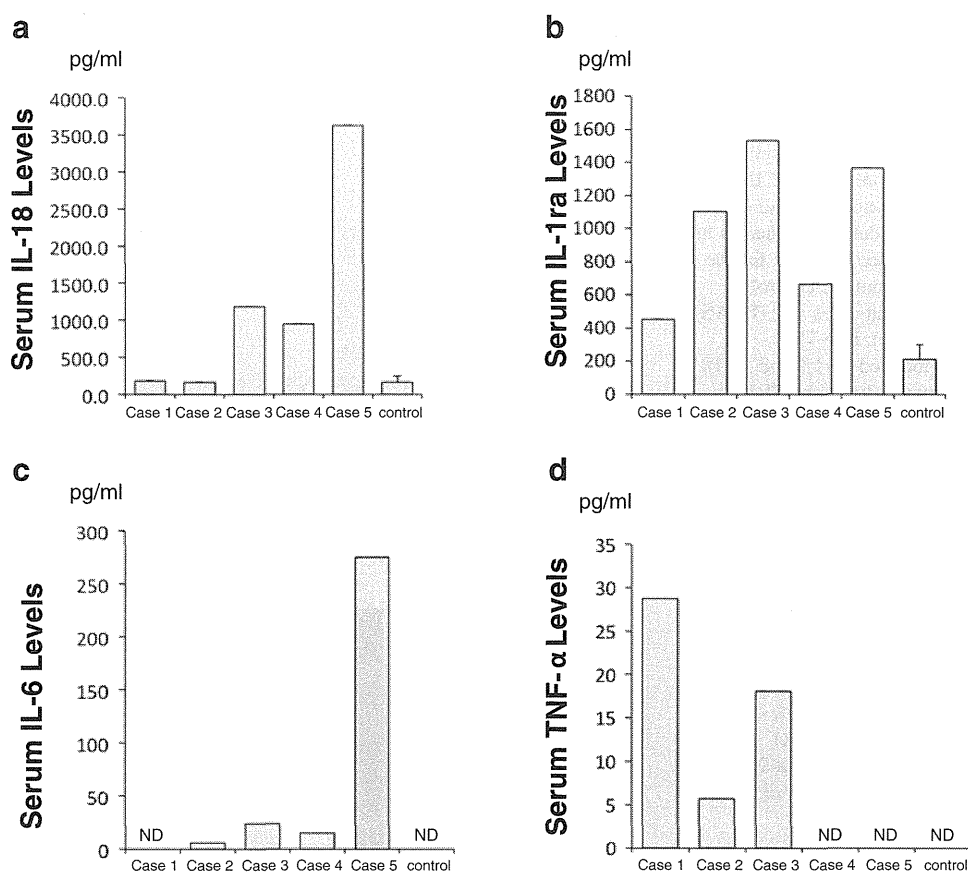 a
pg/ml
Serum IL-18 Levels
4000.0
3500.0
3000.0
2500.0
2000.0
1500.0
1000.0
500.0
0.0
Case 1 Case 2 Case 3 Case 4 Case 5 control
b
pg/ml
Serum IL-1ra Levels
1800
1600
1400
1200
1000
800
600
400
200
0
Case 1 Case 2 Case 3 Case 4 Case 5 control
c
pg/ml
Serum IL-6 Levels
300
250
200
150
100
50
0
ND ND
Case 1 Case 2 Case 3 Case 4 Case 5 control
d
pg/ml
Serum TNF-α Levels
35
30
25
20
15
10
5
0
ND ND ND
Case 1 Case 2 Case 3 Case 4 Case 5 control